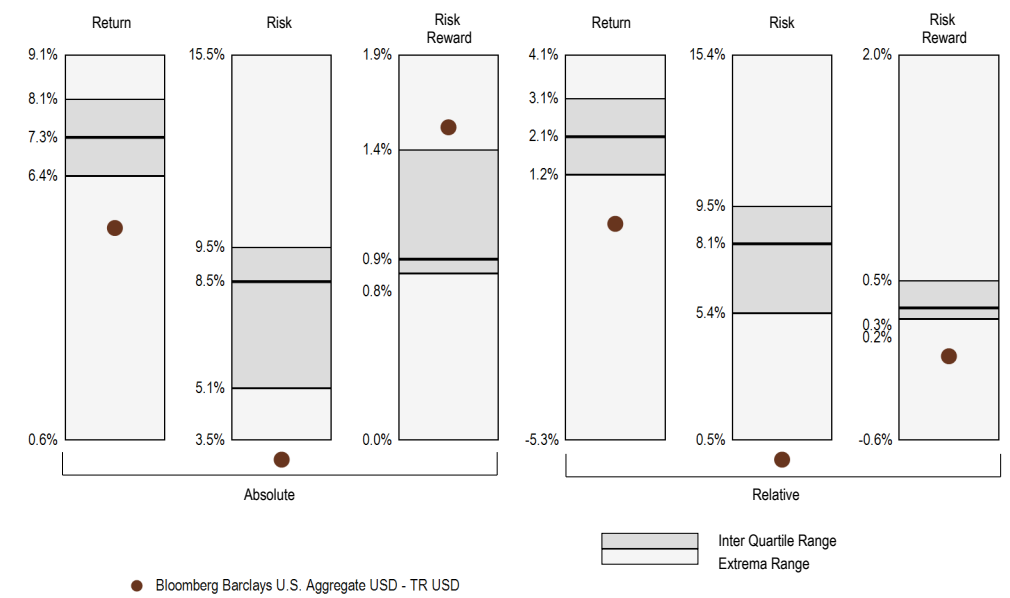 Return
Risk
Risk
Reward
Return
Risk
Risk
Reward
9.1%
8.1%
7.3%
6.4%
0.6%
15.5%
9.5%
8.5%
5.1%
3.5%
1.9%
1.4%
0.9%
0.8%
0.0%
4.1%
3.1%
2.1%
1.2%
-5.3%
15.4%
9.5%
8.1%
5.4%
0.5%
2.0%
0.5%
0.3%
0.2%
-0.6%
Absolute
Relative
Inter Quartile Range
Extrema Range
Bloomberg Barclays U.S. Aggregate USD - TR USD